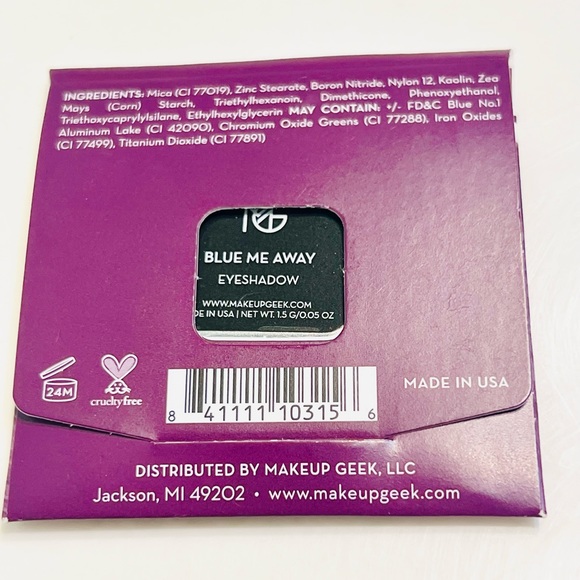 INGREDIENTS: Mica (CI 77019), Zinc Stearate, Boron Nitride, Nylon 12, Kaolin, Zea
Mays (Corn) Starch, Triethylhexanoin, Dimethicone, Phenoxyethanol,
Triethoxycaprylylsilane, Ethylhexylglycerin MAY CONTAIN: +/- FD&C Blue No.1
Aluminum Lake (CI 42090), Chromium Oxide Greens (CI 77288), Iron Oxides
(CI 77499), Titanium Dioxide (CI 77891)
MG
BLUE ME AWAY
EYESHADOW
WWW.MAKEUPGEEK.COM
DE IN USA | NET WT. 1.5 G/0.05 OZ
24M
crueltyfree
8 41111 10315 6
MADE IN USA
DISTRIBUTED BY MAKEUP GEEK, LLC
Jackson, MI 49202 • www.makeupgeek.com